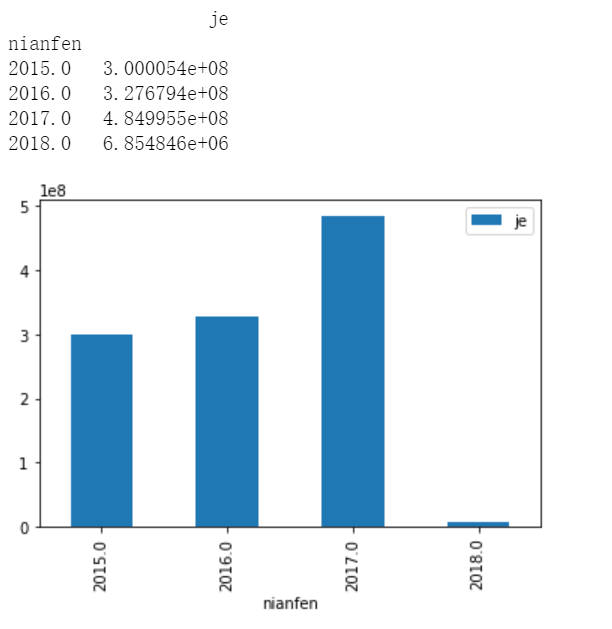 je
nianfen
2015.0 3.000054e+08
2016.0 3.276794e+08
2017.0 4.849955e+08
2018.0 6.854846e+06
1e8
je
5
4
3
2
1
0
2015.0
2016.0
2017.0
2018.0
nianfen